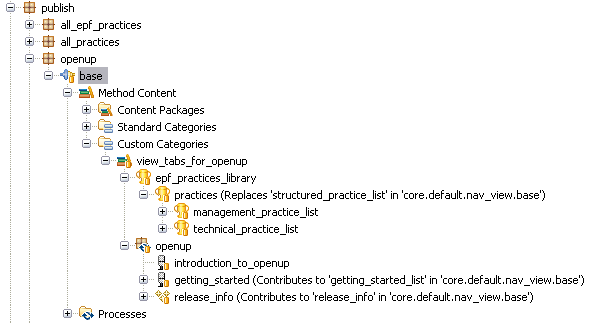 publish
all_epf_practices
all_practices
openup
base
Method Content
Content Packages
Standard Categories
Custom Categories
view_tabs_for_openup
epf_practices_library
practices (Replaces 'structured_practice_list' in 'core.default.nav_view.base')
management_practice_list
technical_practice_list
openup
introduction_to_openup
getting_started (Contributes to 'getting_started_list' in 'core.default.nav_view.base)
release_info (Contributes to 'release_info' in 'core.default.nav_view.base)
Processes